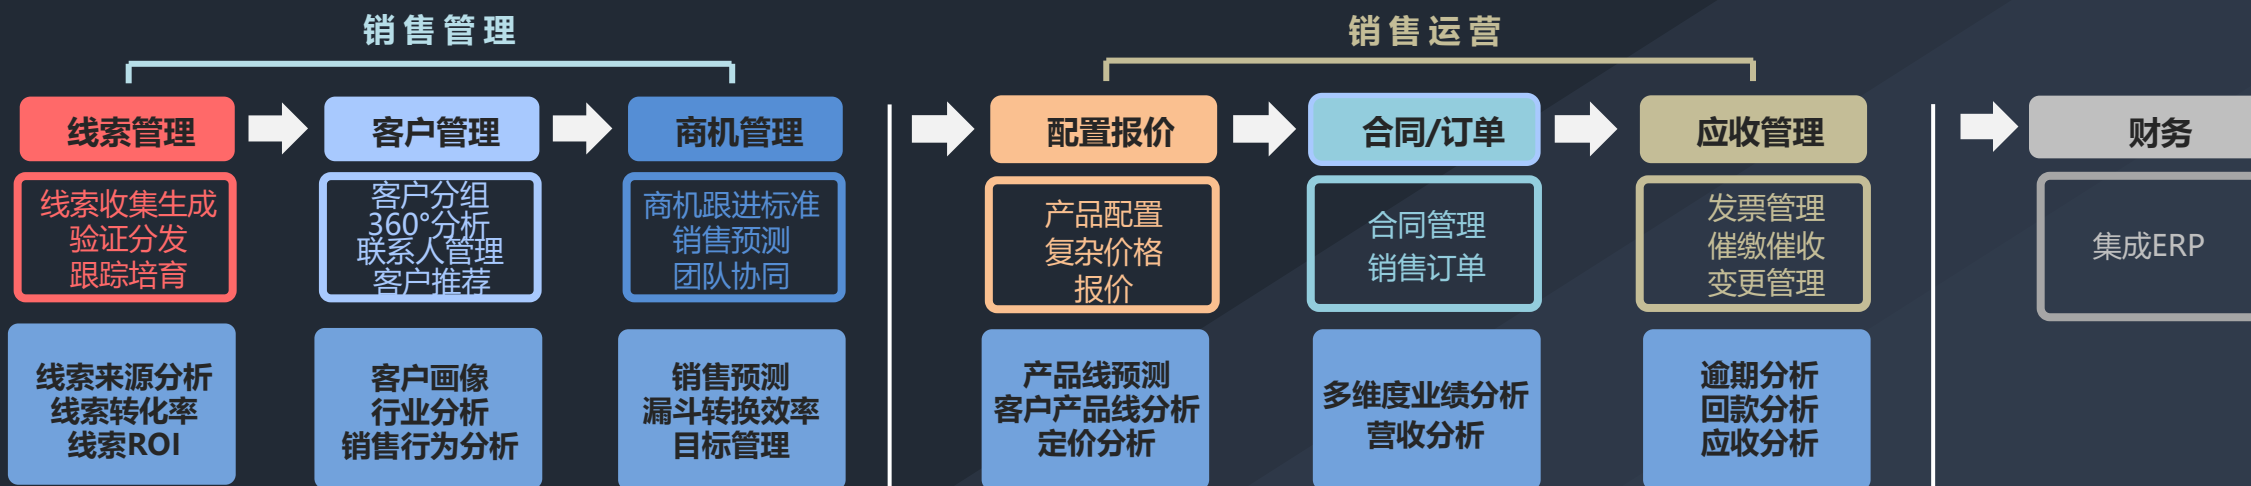 销售管理
销售运营
线索管理
客户管理
商机管理
配置报价
合同/订单
应收管理
财务
线索收集生成
验证分发
跟踪培育
客户分组
360°分析
联系人管理
客户推荐
商机跟进标准
销售预测
团队协同
产品配置
复杂价格
报价
合同管理
销售订单
发票管理
催缴催收
变更管理
集成ERP
线索来源分析
线索转化率
线索ROI
客户画像
行业分析
销售行为分析
销售预测
漏斗转换效率
目标管理
产品线预测
客户产品线分析
定价分析
多维度业绩分析
营收分析
逾期分析
回款分析
应收分析